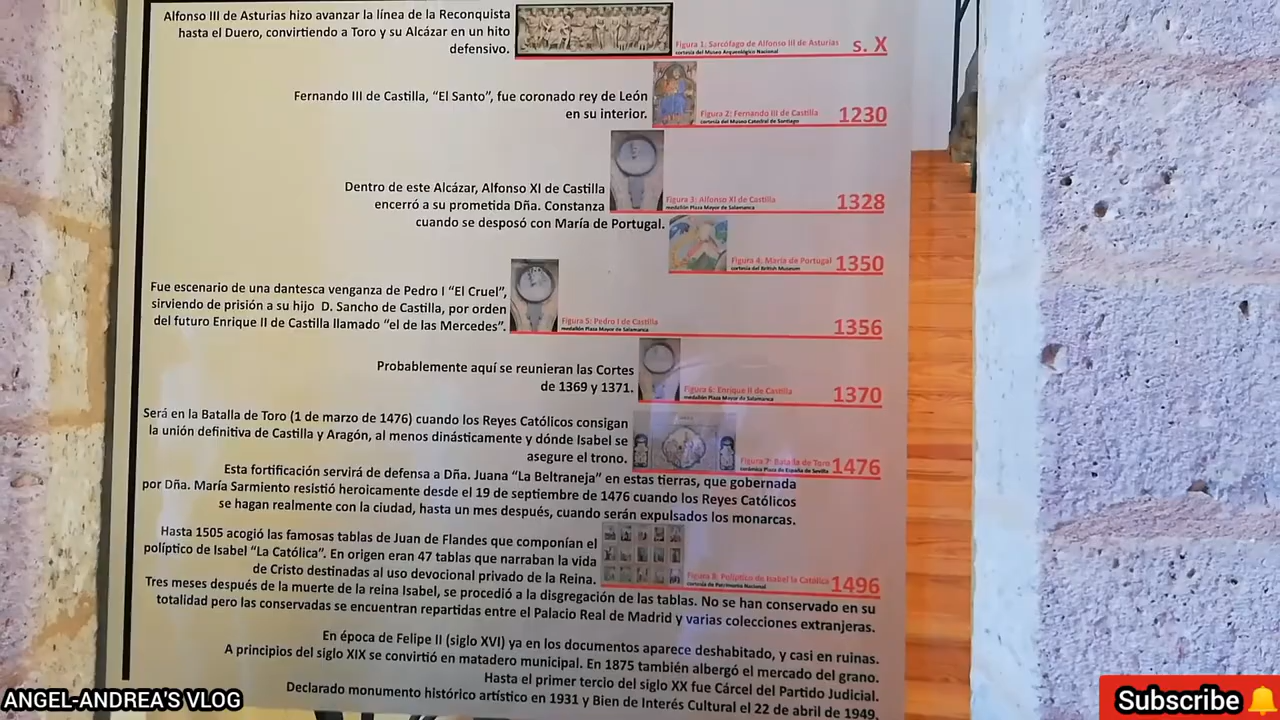 Alfonso III de Asturias hizo avanzar la línea de la Reconquista
hasta el Duero, convirtiendo a Toro y su Alcázar en un hito
defensivo.
Figura 1: Sarcófago de Alfonso III de Asturias
cortesía del Museo Arqueológico Nacional
s. X
Fernando III de Castilla, “El Santo”, fue coronado rey de León
en su interior.
Figura 2: Fernando III de Castilla
cortesía del Museo Catedral de Santiago
1230
Dentro de este Alcázar, Alfonso XI de Castilla
encerró a su prometida Dña. Constanza
cuando se desposó con María de Portugal.
Figura 3: Alfonso XI de Castilla
medallón Plaza Mayor de Salamanca
1328
Figura 4: María de Portugal
cortesía del British Museum
1350
Fue escenario de una dantesca venganza de Pedro I “El Cruel”,
sirviendo de prisión a su hijo D. Sancho de Castilla, por orden
del futuro Enrique II de Castilla llamado “el de las Mercedes”.
Figura 5: Pedro I de Castilla
medallón Plaza Mayor de Salamanca
1356
Probablemente aquí se reunieran las Cortes
de 1369 y 1371.
Figura 6: Enrique II de Castilla
medallón Plaza Mayor de Salamanca
1370
Será en la Batalla de Toro (1 de marzo de 1476) cuando los Reyes Católicos consigan
la unión definitiva de Castilla y Aragón, al menos dinásticamente y dónde Isabel se
asegure el trono.
Figura 7: Batalla de Toro
cerámica Plaza de España de Sevilla
1476
Esta fortificación servirá de defensa a Dña. Juana “La Beltraneja” en estas tierras, que gobernada
por Dña. María Sarmiento resistió heroicamente desde el 19 de septiembre de 1476 cuando los Reyes Católicos
se hagan realmente con la ciudad, hasta un mes después, cuando serán expulsados los monarcas.
Hasta 1505 acogió las famosas tablas de Juan de Flandes que componían el
políptico de Isabel “La Católica”. En origen eran 47 tablas que narraban la vida
de Cristo destinadas al uso devocional privado de la Reina.
Figura 8: Políptico de Isabel la Católica
cortesía de Patrimonio Nacional
1496
Tres meses después de la muerte de la reina Isabel, se procedió a la disgregación de las tablas. No se han conservado en su
totalidad pero las conservadas se encuentran repartidas entre el Palacio Real de Madrid y varias colecciones extranjeras.
En época de Felipe II (siglo XVI) ya en los documentos aparece deshabitado, y casi en ruinas.
A principios del siglo XIX se convirtió en matadero municipal. En 1875 también albergó el mercado del grano.
Hasta el primer tercio del siglo XX fue Cárcel del Partido Judicial.
Declarado monumento histórico artístico en 1931 y Bien de Interés Cultural el 22 de abril de 1949.
ANGEL-ANDREA'S VLOG
Subscribe